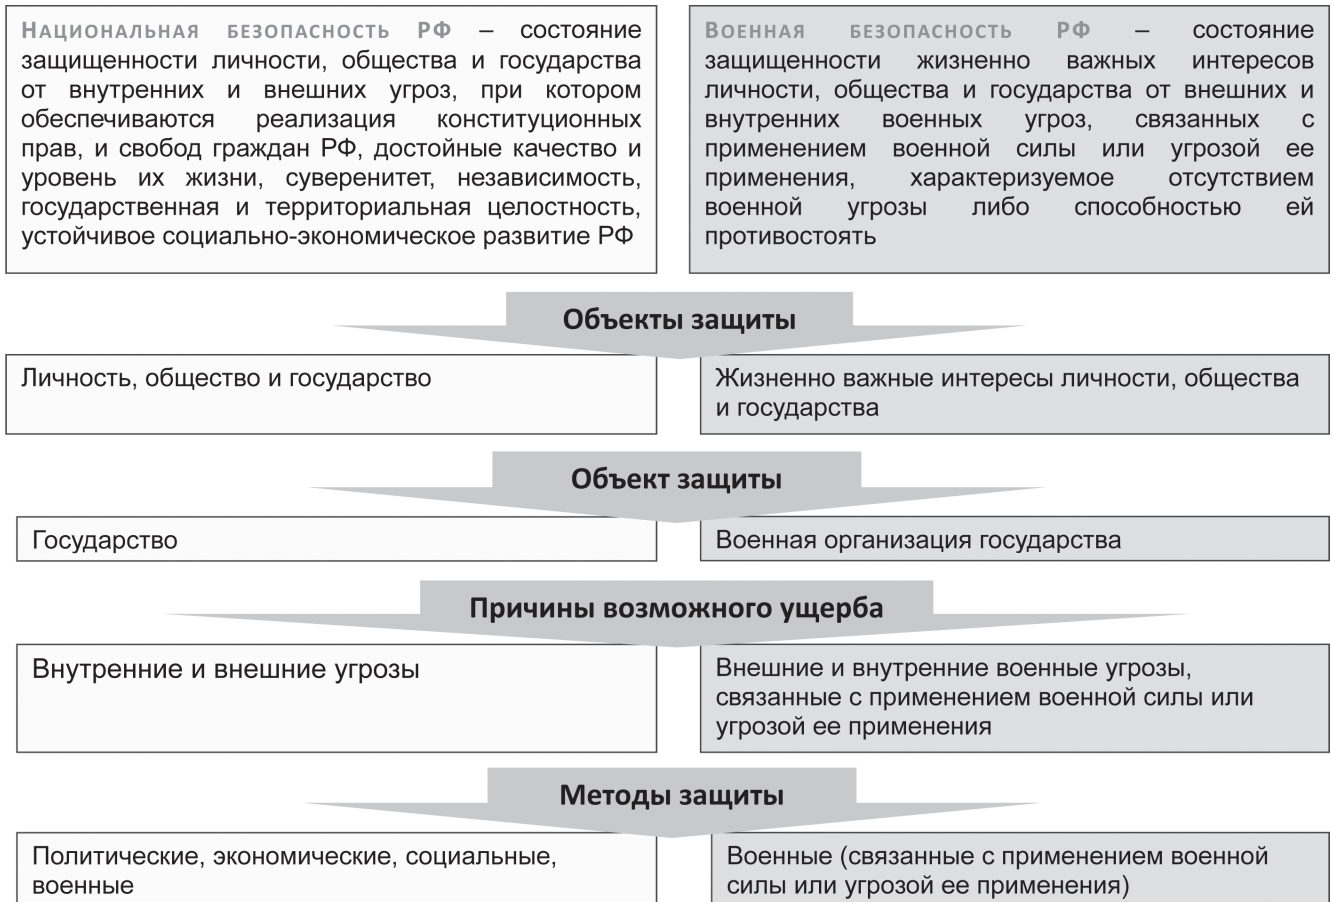 НАЦИОНАЛЬНАЯ БЕЗОПАСНОСТЬ РФ – состояние
защищенности личности, общества и государства
от внутренних и внешних угроз, при котором
обеспечиваются реализация конституционных
прав, и свобод граждан РФ, достойные качество и
уровень их жизни, суверенитет, независимость,
государственная и территориальная целостность,
устойчивое социально-экономическое развитие РФ
ВОЕННАЯ БЕЗОПАСНОСТЬ РФ – состояние
защищенности жизненно важных интересов
личности, общества и государства от внешних и
внутренних военных угроз, связанных с
применением военной силы или угрозой ее
применения, характеризуемое отсутствием
военной угрозы либо способностью ей
противостоять
Объекты защиты
Личность, общество и государство
Жизненно важные интересы личности, общества
и государства
Объект защиты
Государство
Военная организация государства
Причины возможного ущерба
Внутренние и внешние угрозы
Внешние и внутренние военные угрозы,
связанные с применением военной силы или
угрозой ее применения
Методы защиты
Политические, экономические, социальные,
военные
Военные (связанные с применением военной
силы или угрозой ее применения)